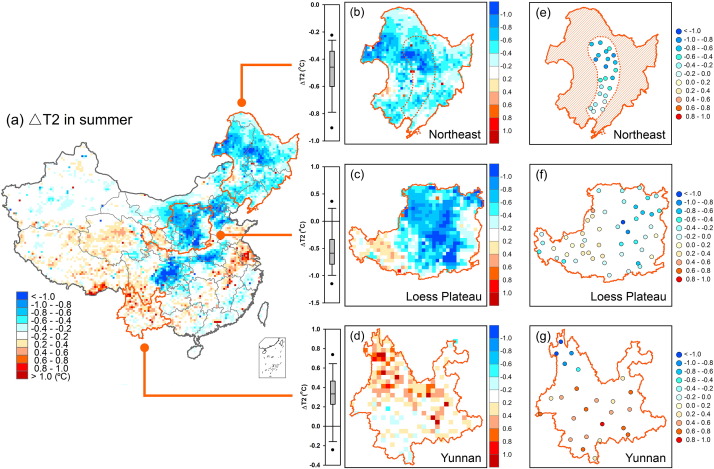 (a) △T2 in summer
< -1.0
-1.0 - -0.8
-0.8 - -0.6
-0.6 - -0.4
-0.4 - -0.2
-0.2 - 0.2
0.2 - 0.4
0.4 - 0.6
0.6 - 0.8
0.8 - 1.0
> 1.0 (ºC)
ΔT2 (°C)
0.0
-0.2
-0.4
-0.6
-0.8
-1.0
(b)
Northeast
-1.0
0.8
0.6
0.4
0.2
0.2
0.4
0.6
0.8
1.0
(e)
Northeast
< -1.0
-1.0 - -0.8
-0.8 - -0.6
-0.6 - -0.4
-0.4 - -0.2
-0.2 - 0.0
0.0 - 0.2
0.2 - 0.4
0.4 - 0.6
0.6 - 0.8
0.8 - 1.0
ΔT2 (°C)
1.0
0.5
0.0
-0.5
-1.0
-1.5
(c)
Loess Plateau
-1.0
0.8
0.6
0.4
0.2
0.2
0.4
0.6
0.8
1.0
(f)
Loess Plateau
< -1.0
-1.0 - -0.8
-0.8 - -0.6
-0.6 - -0.4
-0.4 - -0.2
-0.2 - 0.0
0.0 - 0.2
0.2 - 0.4
0.4 - 0.6
0.6 - 0.8
0.8 - 1.0
ΔT2 (°C)
1.0
0.8
0.6
0.4
0.2
0.0
-0.2
-0.4
(d)
Yunnan
-1.0
0.8
0.6
0.4
0.2
0.2
0.4
0.6
0.8
1.0
(g)
Yunnan
< -1.0
-1.0 - -0.8
-0.8 - -0.6
-0.6 - -0.4
-0.4 - -0.2
-0.2 - 0.0
0.0 - 0.2
0.2 - 0.4
0.4 - 0.6
0.6 - 0.8
0.8 - 1.0